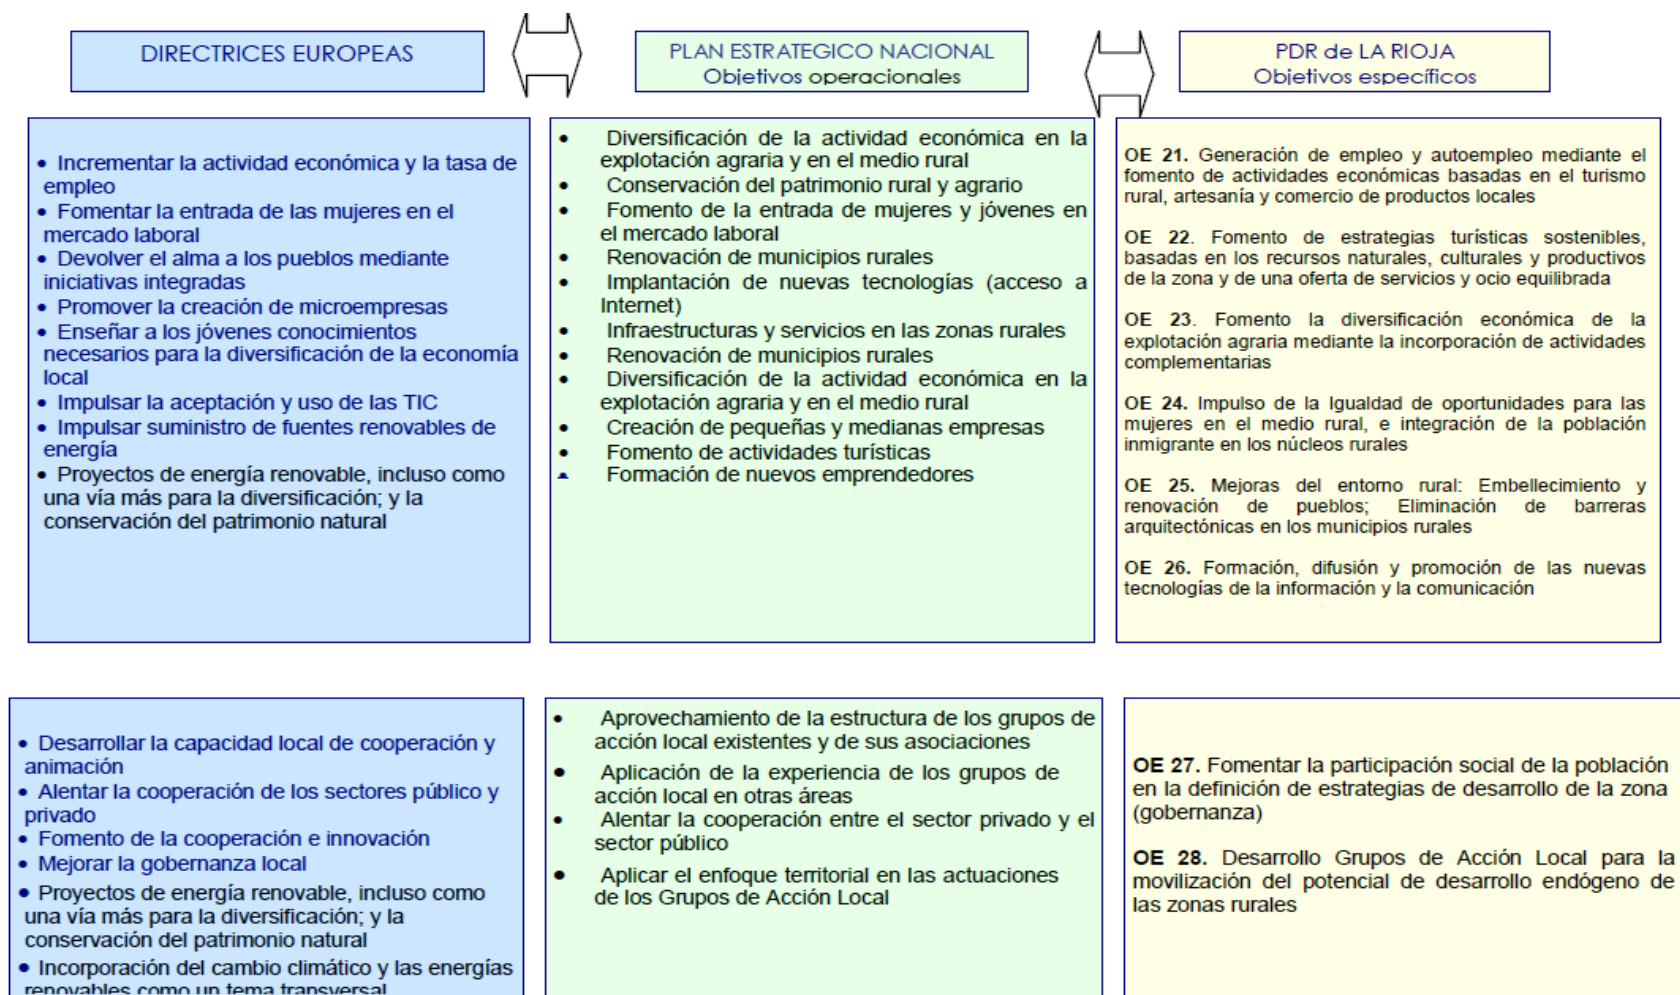 DIRECTRICES EUROPEAS
PLAN ESTRATEGICO NACIONAL
Objetivos operacionales
PDR de LA RIOJA
Objetivos específicos
• Incrementar la actividad económica y la tasa de
empleo
• Fomentar la entrada de las mujeres en el
mercado laboral
• Devolver el alma a los pueblos mediante
iniciativas integradas
• Promover la creación de microempresas
• Enseñar a los jóvenes conocimientos
necesarios para la diversificación de la economía
local
• Impulsar la aceptación y uso de las TIC
• Impulsar suministro de fuentes renovables de
energía
• Proyectos de energía renovable, incluso como
una vía más para la diversificación; y la
conservación del patrimonio natural
• Diversificación de la actividad económica en la
explotación agraria y en el medio rural
• Conservación del patrimonio rural y agrario
• Fomento de la entrada de mujeres y jóvenes en
el mercado laboral
• Renovación de municipios rurales
• Implantación de nuevas tecnologías (acceso a
Internet)
• Infraestructuras y servicios en las zonas rurales
• Renovación de municipios rurales
• Diversificación de la actividad económica en la
explotación agraria y en el medio rural
• Creación de pequeñas y medianas empresas
• Fomento de actividades turísticas
• Formación de nuevos emprendedores
OE 21. Generación de empleo y autoempleo mediante el
fomento de actividades económicas basadas en el turismo
rural, artesanía y comercio de productos locales
OE 22. Fomento de estrategias turísticas sostenibles,
basadas en los recursos naturales, culturales y productivos
de la zona y de una oferta de servicios y ocio equilibrada
OE 23. Fomento la diversificación económica de la
explotación agraria mediante la incorporación de actividades
complementarias
OE 24. Impulso de la Igualdad de oportunidades para las
mujeres en el medio rural, e integración de la población
inmigrante en los núcleos rurales
OE 25. Mejoras del entorno rural: Embellecimiento y
renovación de pueblos; Eliminación de barreras
arquitectónicas en los municipios rurales
OE 26. Formación, difusión y promoción de las nuevas
tecnologías de la información y la comunicación
• Desarrollar la capacidad local de cooperación y
animación
• Alentar la cooperación de los sectores público y
privado
• Fomento de la cooperación e innovación
• Mejorar la gobernanza local
• Proyectos de energía renovable, incluso como
una vía más para la diversificación; y la
conservación del patrimonio natural
• Incorporación del cambio climático y las energías
renovables como un tema transversal
• Aprovechamiento de la estructura de los grupos de
acción local existentes y de sus asociaciones
• Aplicación de la experiencia de los grupos de
acción local en otras áreas
• Alentar la cooperación entre el sector privado y el
sector público
• Aplicar el enfoque territorial en las actuaciones
de los Grupos de Acción Local
OE 27. Fomentar la participación social de la población
en la definición de estrategias de desarrollo de la zona
(gobernanza)
OE 28. Desarrollo Grupos de Acción Local para la
movilización del potencial de desarrollo endógeno de
las zonas rurales